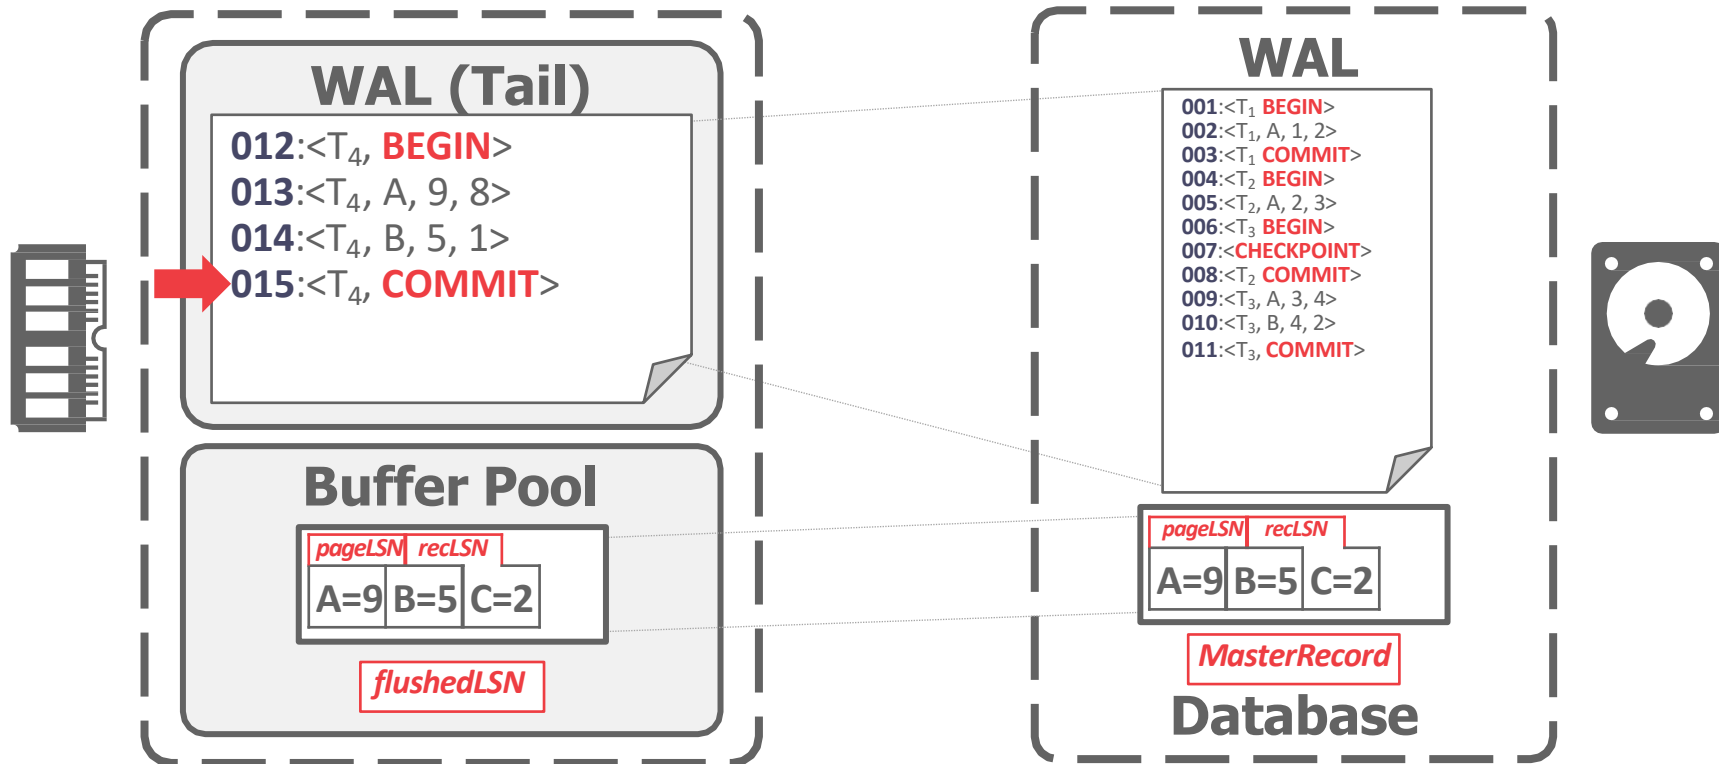 WAL (Tail)
012:<T₄, BEGIN>
013:<T₄, A, 9, 8>
014:<T₄, B, 5, 1>
015:<T₄, COMMIT>
Buffer Pool
pageLSN recLSN
A=9 B=5 C=2
flushedLSN
WAL
001:<T₁ BEGIN>
002:<T₁, A, 1, 2>
003:<T₁ COMMIT>
004:<T₂ BEGIN>
005:<T₂, A, 2, 3>
006:<T₃ BEGIN>
007:<CHECKPOINT>
008:<T₂ COMMIT>
009:<T₃, A, 3, 4>
010:<T₃, B, 4, 2>
011:<T₃, COMMIT>
pageLSN recLSN
A=9 B=5 C=2
MasterRecord
Database